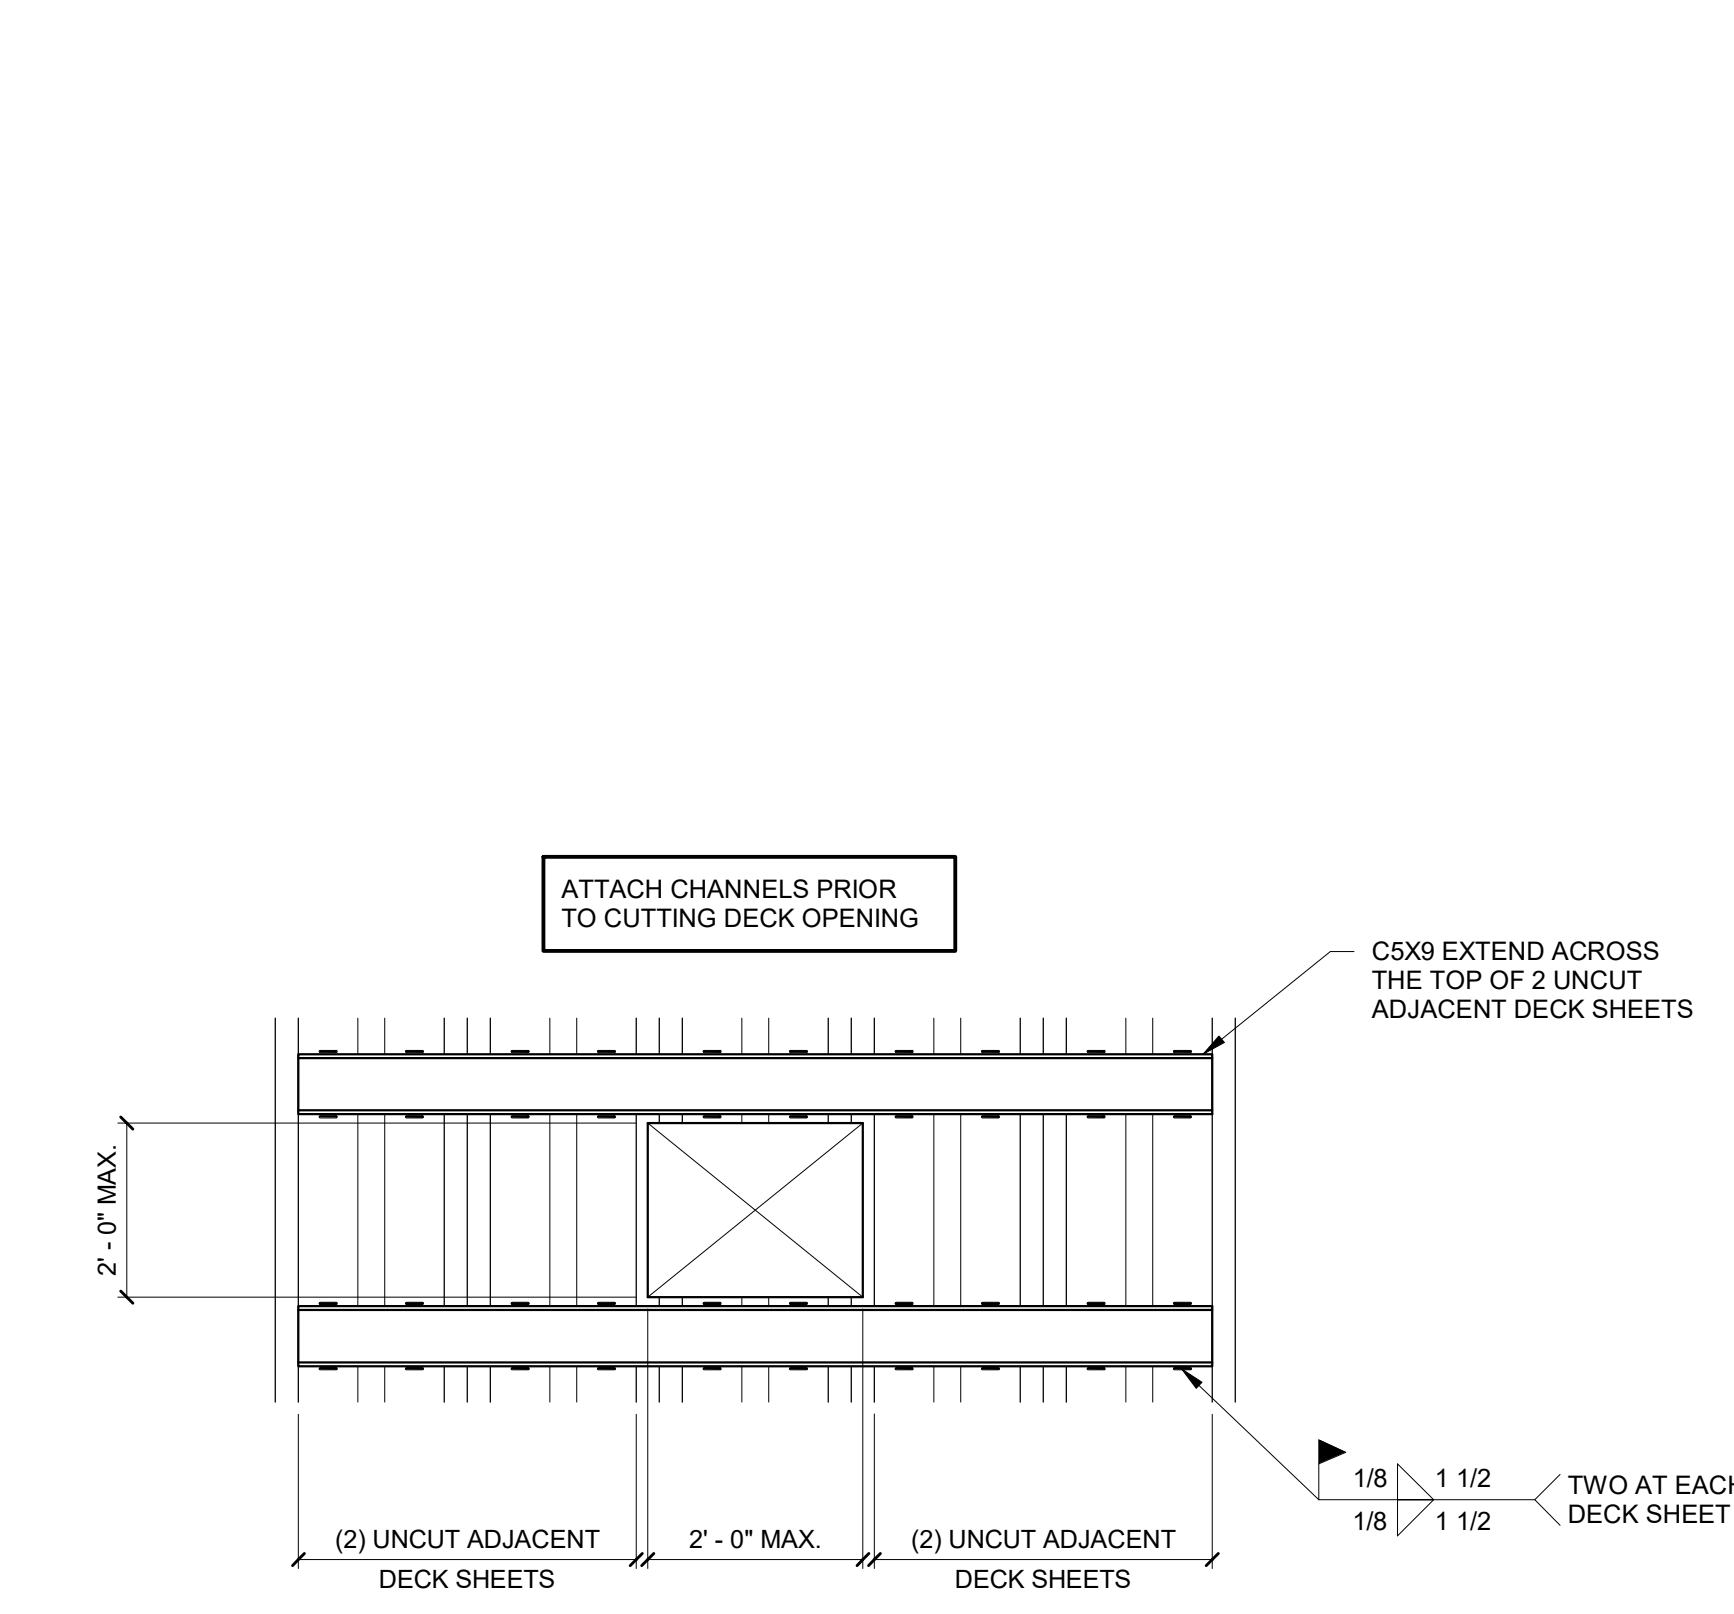 ATTACH CHANNELS PRIOR
TO CUTTING DECK OPENING
C5X9 EXTEND ACROSS
THE TOP OF 2 UNCUT
ADJACENT DECK SHEETS
2' - 0" MAX.
1/8 1 1/2
1/8 1 1/2
TWO AT EACH
DECK SHEET
(2) UNCUT ADJACENT
DECK SHEETS
2' - 0" MAX.
(2) UNCUT ADJACENT
DECK SHEETS